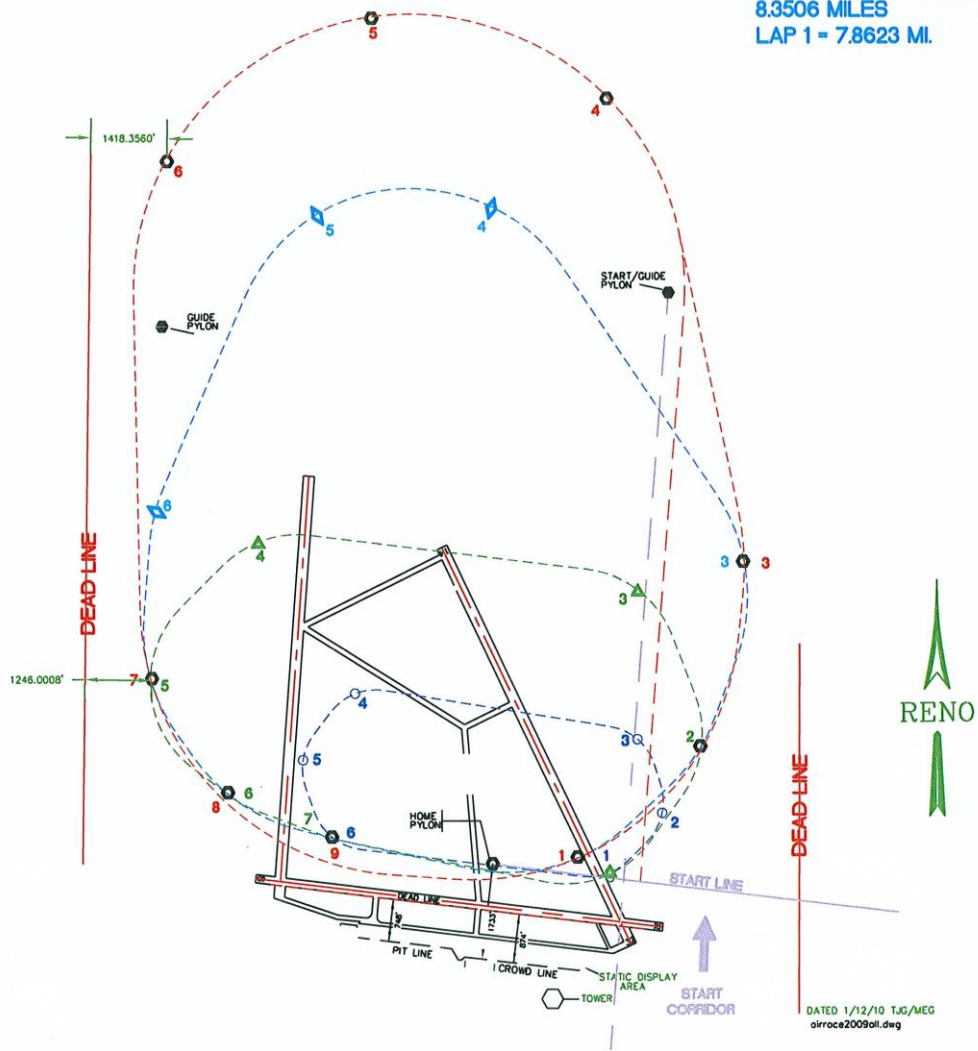 8.3506 MILES
LAP 1 = 7.8623 MI.
5
4
1418.3560'
6
5
4
START/GUIDE
PYLON
GUIDE
PYLON
6
DEAD LINE
4
3
3
3
1246.0008'
7
5
RENO
4
3
2
5
2
6
8
7
6
9
HOME
PYLON
1
1
DEAD LINE
START LINE
DEAD LINE
748'
1733'
874'
PIT LINE
CROWD LINE
STATIC DISPLAY
AREA
TOWER
START
CORRIDOR
DATED 1/12/10 TJG/MEG
airrace2009all.dwg